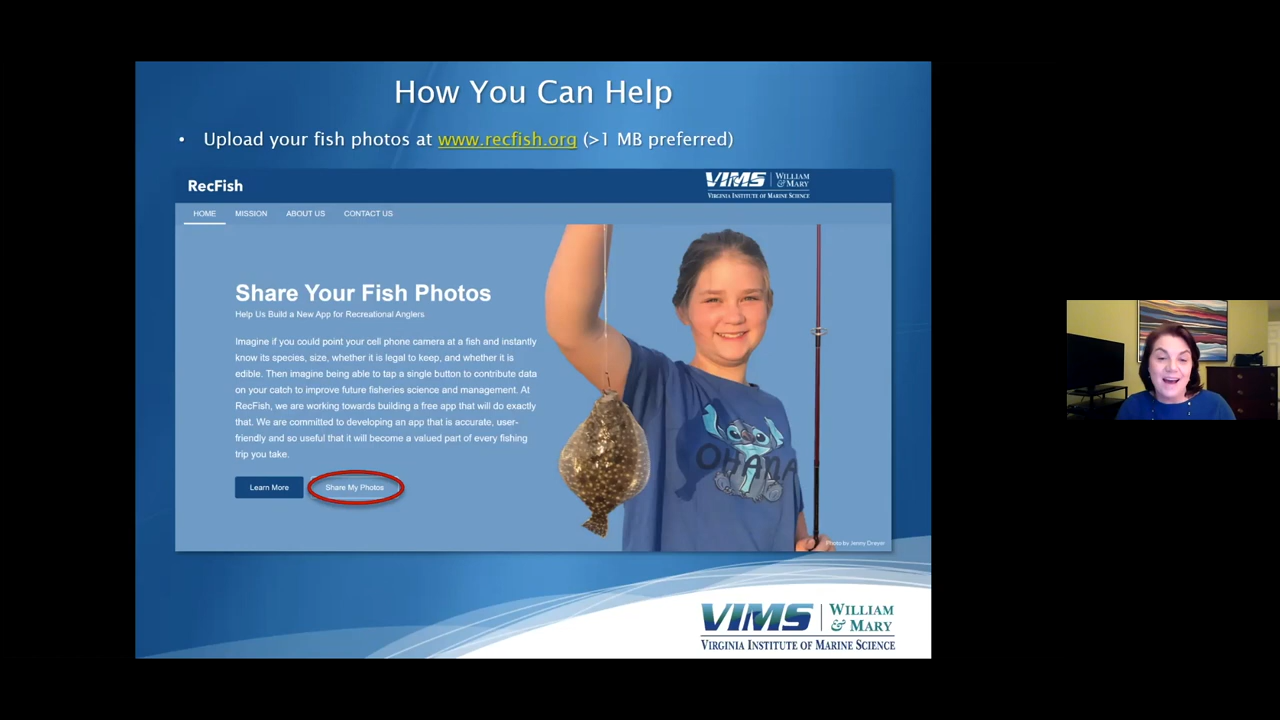 How You Can Help
• Upload your fish photos at www.recfish.org (>1 MB preferred)
RecFish
VIMS | WILLIAM & MARY
VIRGINIA INSTITUTE OF MARINE SCIENCE
HOME MISSION ABOUT US CONTACT US
Share Your Fish Photos
Help Us Build a New App for Recreational Anglers
Imagine if you could point your cell phone camera at a fish and instantly
know its species, size, whether it is legal to keep, and whether it is
edible. Then imagine being able to tap a single button to contribute data
on your catch to improve future fisheries science and management. At
RecFish, we are working towards building a free app that will do exactly
that. We are committed to developing an app that is accurate, user-
friendly and so useful that it will become a valued part of every fishing
trip you take.
Learn More Share My Photos
OHANA
Photo by Jenny Dreyer
VIMS | WILLIAM & MARY
VIRGINIA INSTITUTE OF MARINE SCIENCE